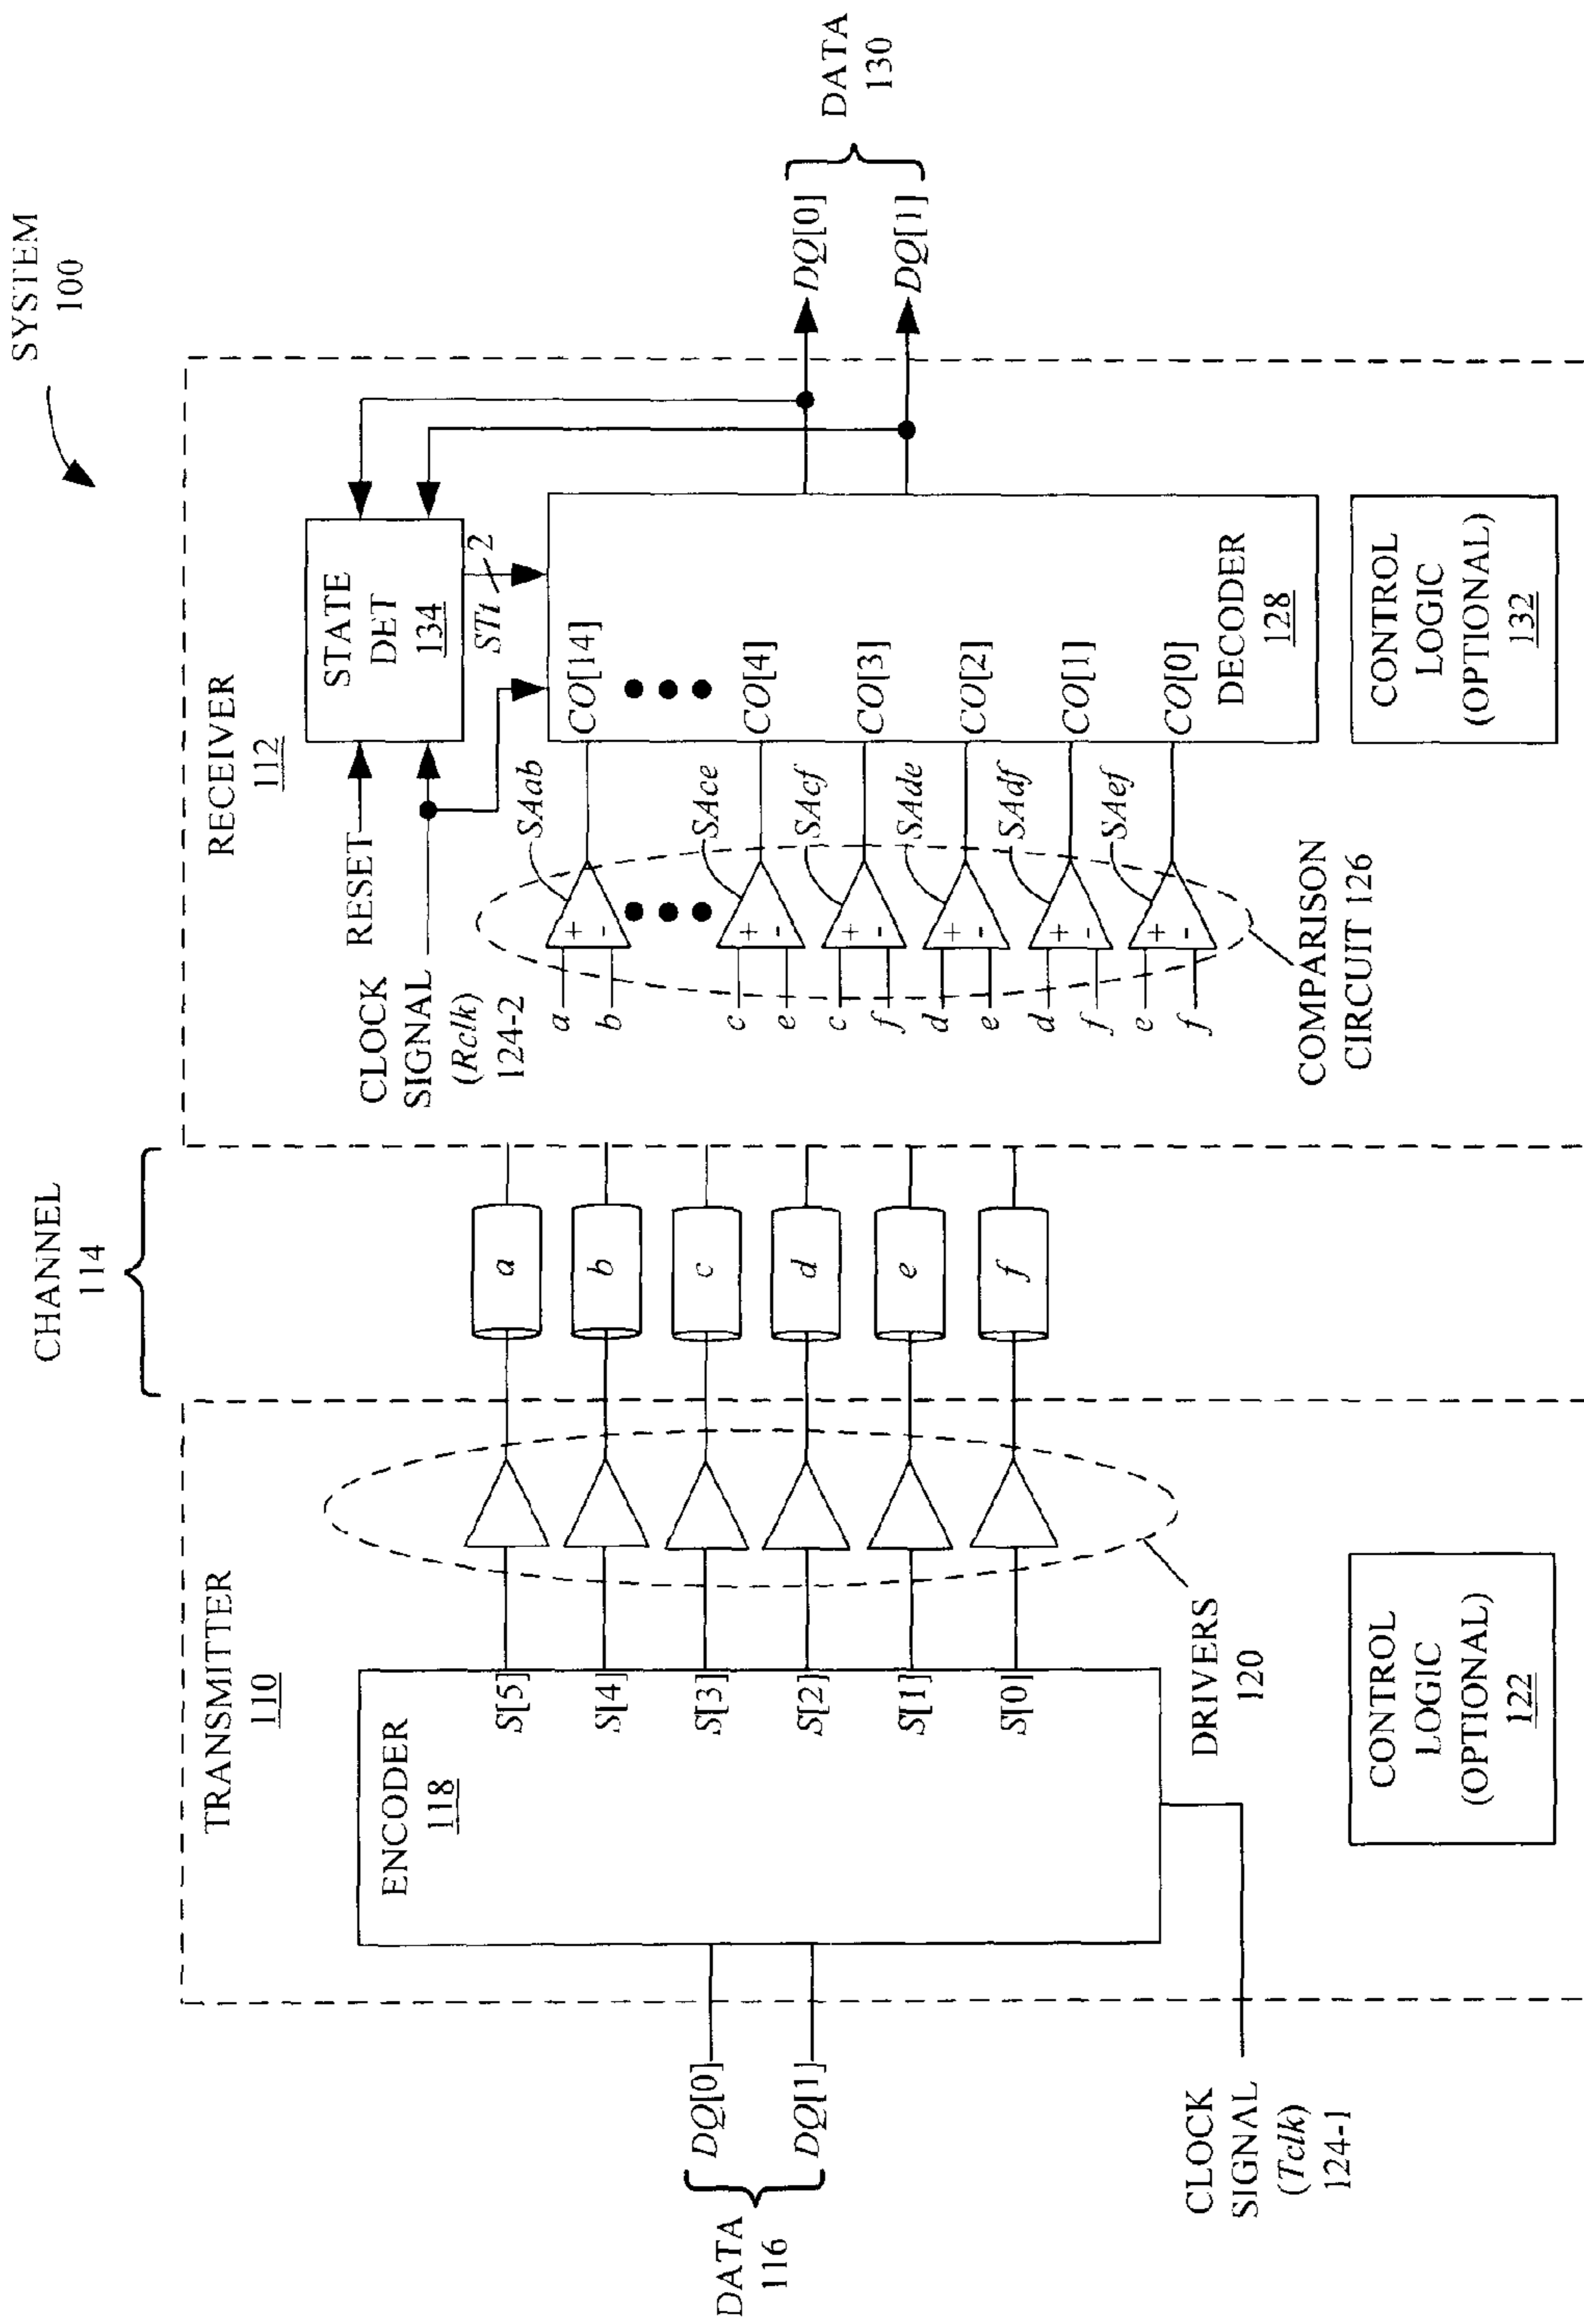 SYSTEM
100
TRANSMITTER
110
CHANNEL
114
RECEIVER
112
DATA
116
DQ[0]
DQ[1]
CLOCK
SIGNAL
(Tclk)
124-1
ENCODER
118
S[5]
S[4]
S[3]
S[2]
S[1]
S[0]
DRIVERS
120
CONTROL
LOGIC
(OPTIONAL)
122
a
b
c
d
e
f
RESET
CLOCK
SIGNAL
(Rclk)
124-2
a
b
c
e
c
f
d
e
d
f
e
f
+
-
+
-
+
-
+
-
+
-
+
-
SAab
SAce
SAcf
SAde
SAdf
SAef
COMPARISON
CIRCUIT 126
STATE
DET
134
STt
2
CO[14]
CO[4]
CO[3]
CO[2]
CO[1]
CO[0]
DECODER
128
CONTROL
LOGIC
(OPTIONAL)
132
DQ[0]
DQ[1]
DATA
130